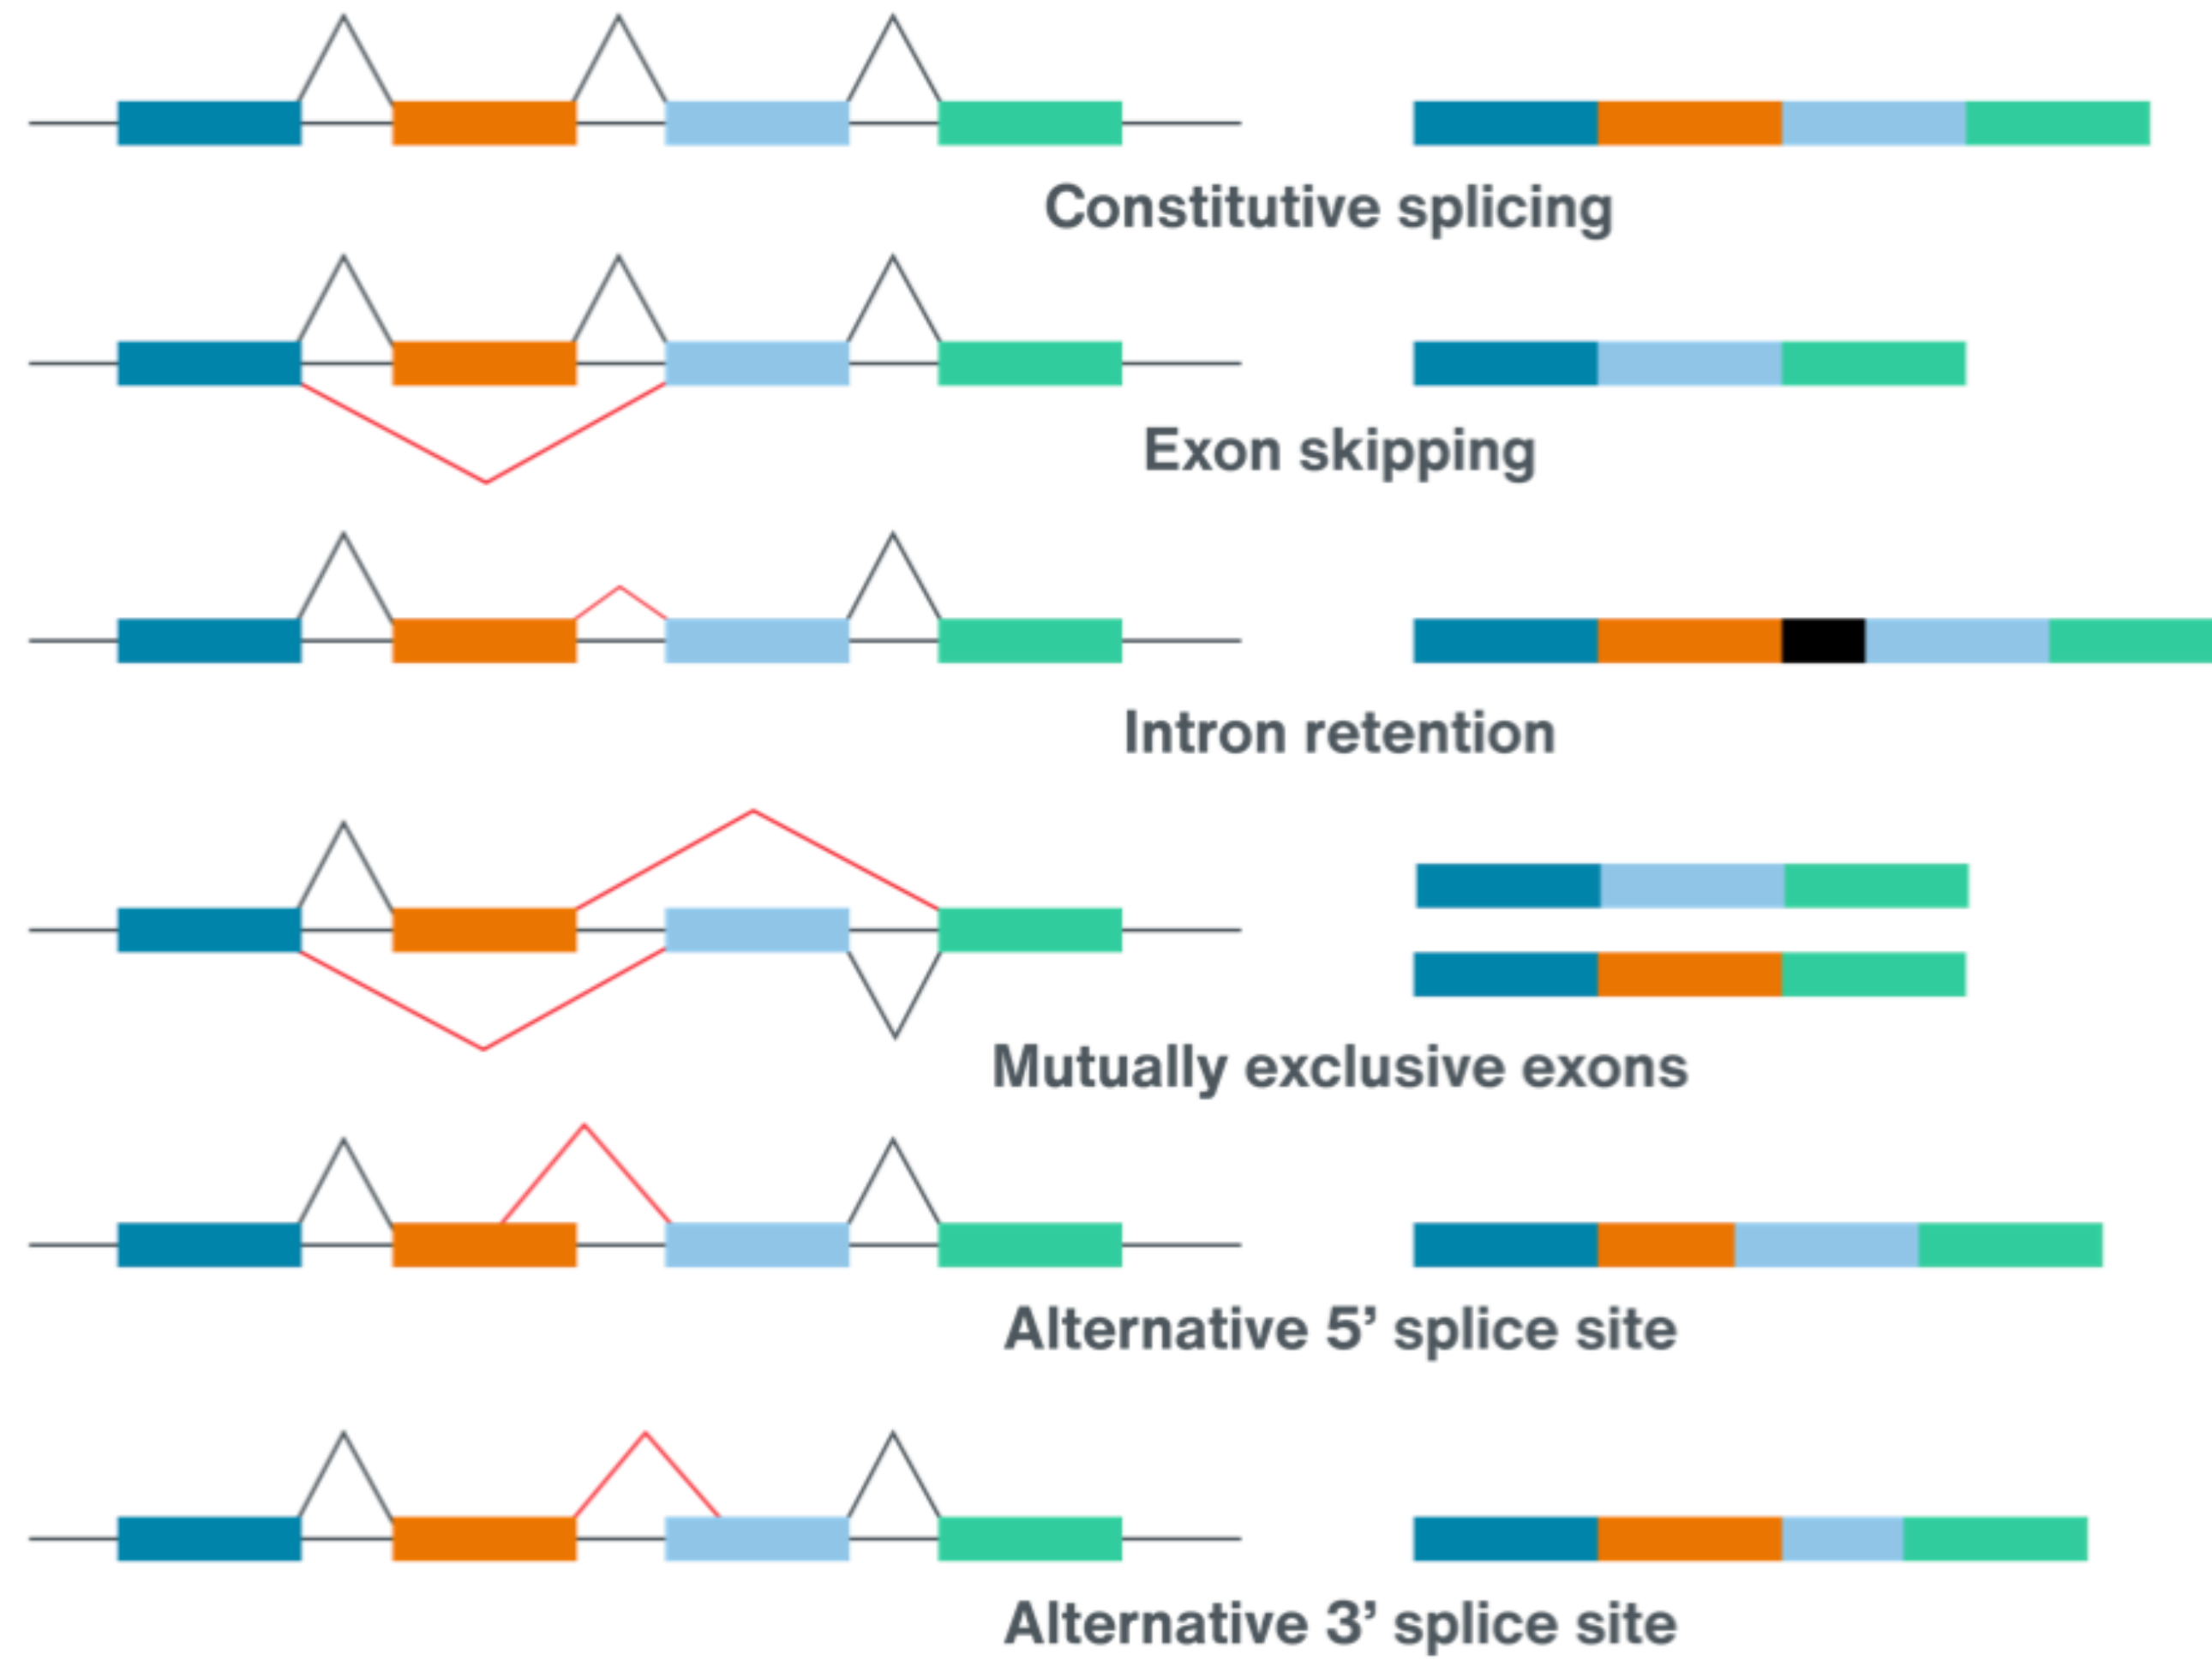 Constitutive splicing
Exon skipping
Intron retention
Mutually exclusive exons
Alternative 5’ splice site
Alternative 3’ splice site